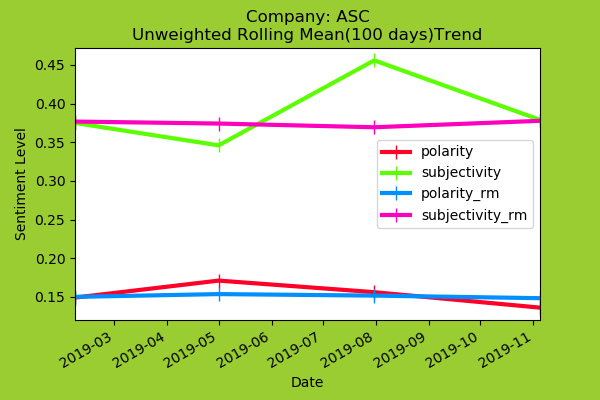 Company: ASC
Unweighted Rolling Mean(100 days)Trend
Sentiment Level
0.45
0.40
0.35
0.30
0.25
0.20
0.15
polarity
subjectivity
polarity_rm
subjectivity_rm
2019-03
2019-04
2019-05
2019-06
2019-07
2019-08
2019-09
2019-10
2019-11
Date